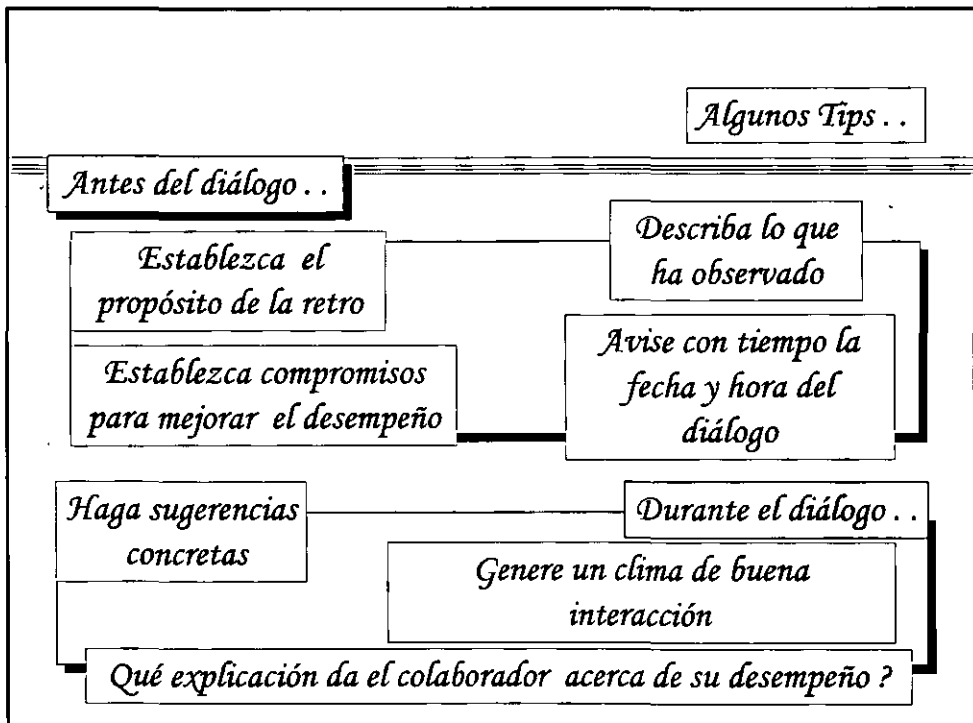 Algunos Tips . .
Antes del diálogo . .
Establezca el
propósito de la retro
Describa lo que
ha observado
Establezca compromisos
para mejorar el desempeño
Avise con tiempo la
fecha y hora del
diálogo
Haga sugerencias
concretas
Durante el diálogo . .
Genere un clima de buena
interacción
Qué explicación da el colaborador acerca de su desempeño ?